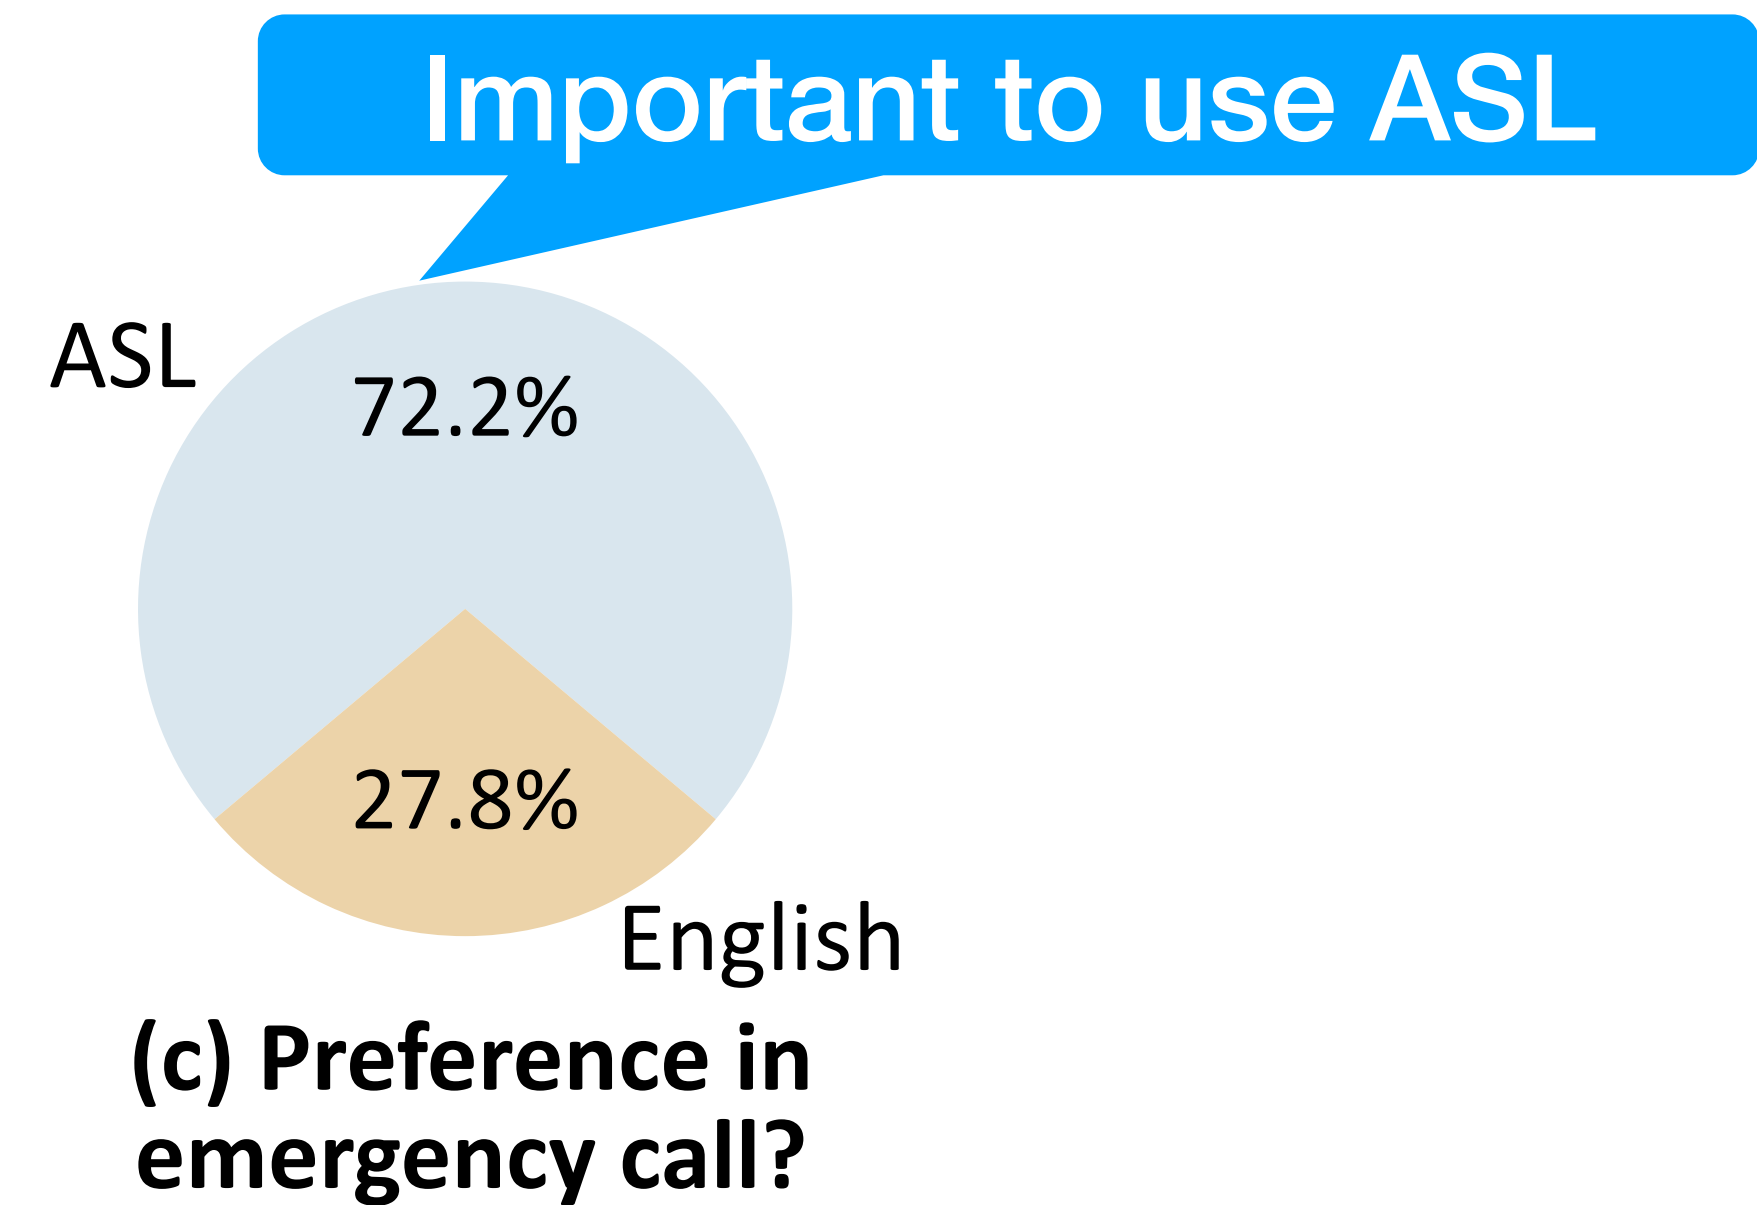 Important to use ASL
ASL
72.2%
27.8%
English
(c) Preference in
emergency call?